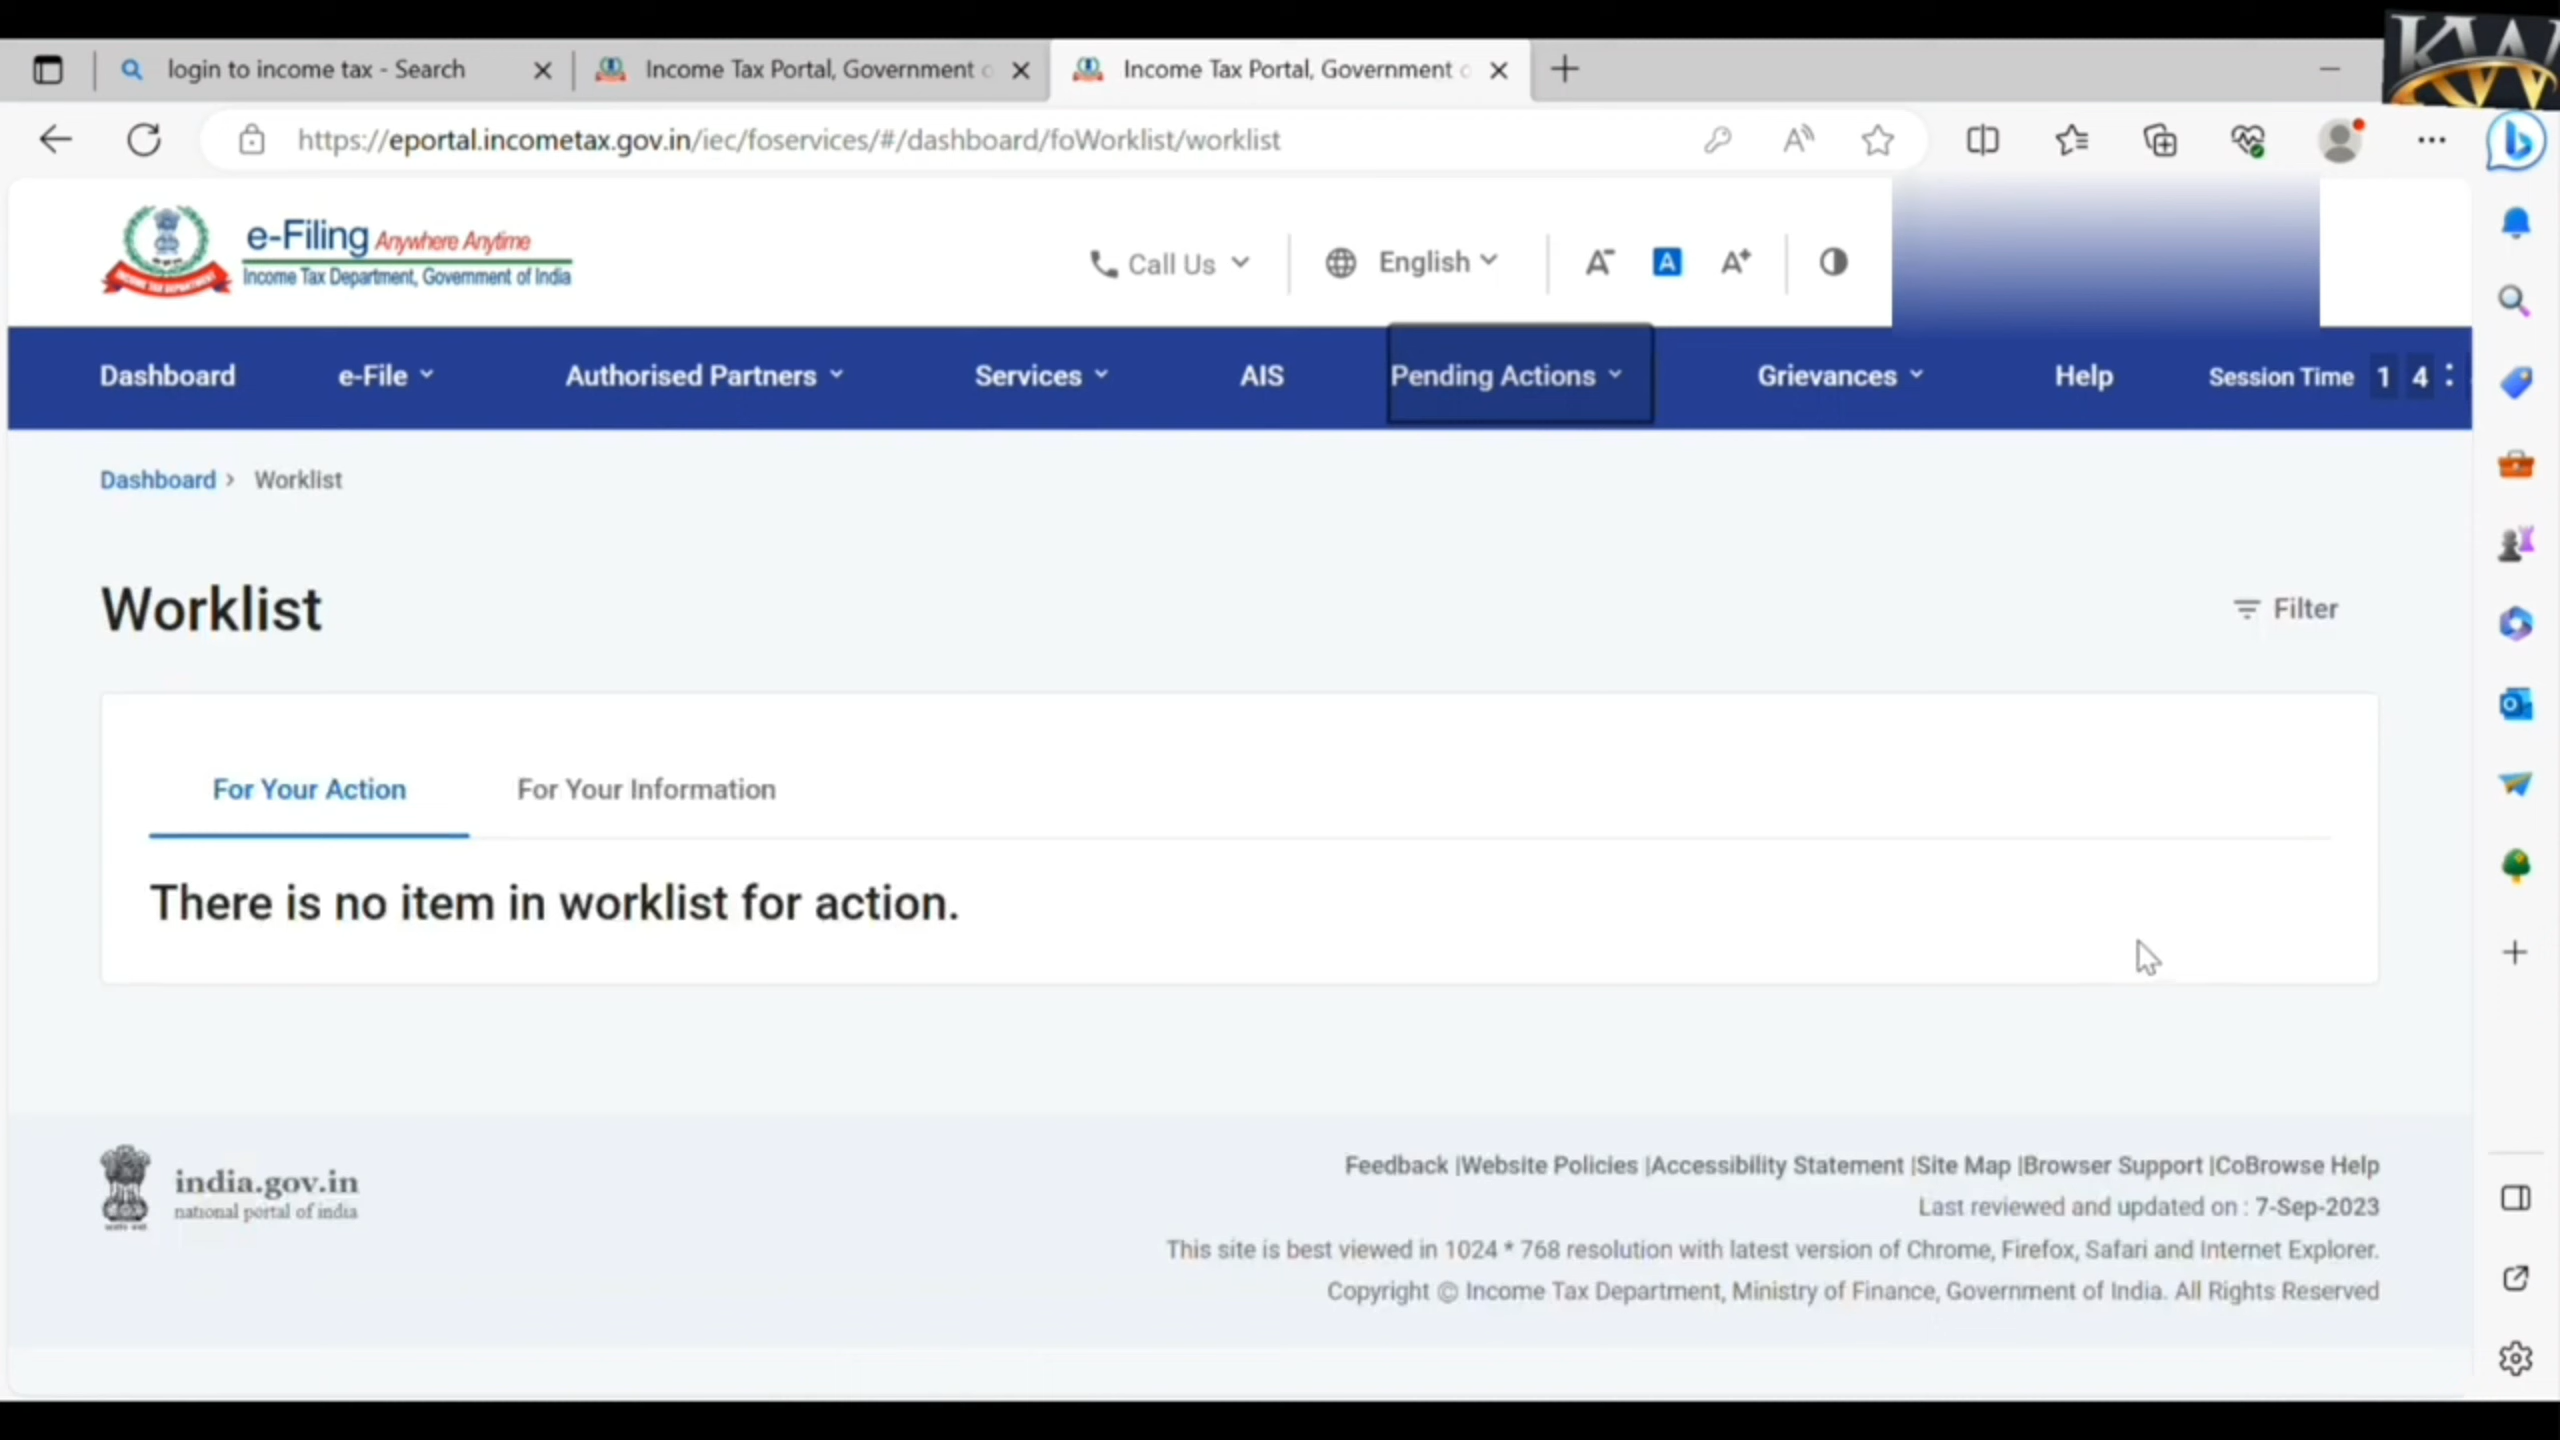 KW
login to income tax - Search
Income Tax Portal, Government
Income Tax Portal, Government
https://eportal.incometax.gov.in/iec/foservices/#/dashboard/foWorklist/worklist
e-Filing Anywhere Anytime
Income Tax Department, Government of India
INCOME TAX DEPARTMENT
Call Us
English
A- A A+
Dashboard e-File Authorised Partners Services AIS Pending Actions Grievances Help Session Time 1 4 :
Dashboard > Worklist
Worklist
Filter
For Your Action For Your Information
There is no item in worklist for action.
india.gov.in
national portal of india
Feedback |Website Policies |Accessibility Statement |Site Map |Browser Support |CoBrowse Help
Last reviewed and updated on : 7-Sep-2023
This site is best viewed in 1024 * 768 resolution with latest version of Chrome, Firefox, Safari and Internet Explorer.
Copyright © Income Tax Department, Ministry of Finance, Government of India. All Rights Reserved